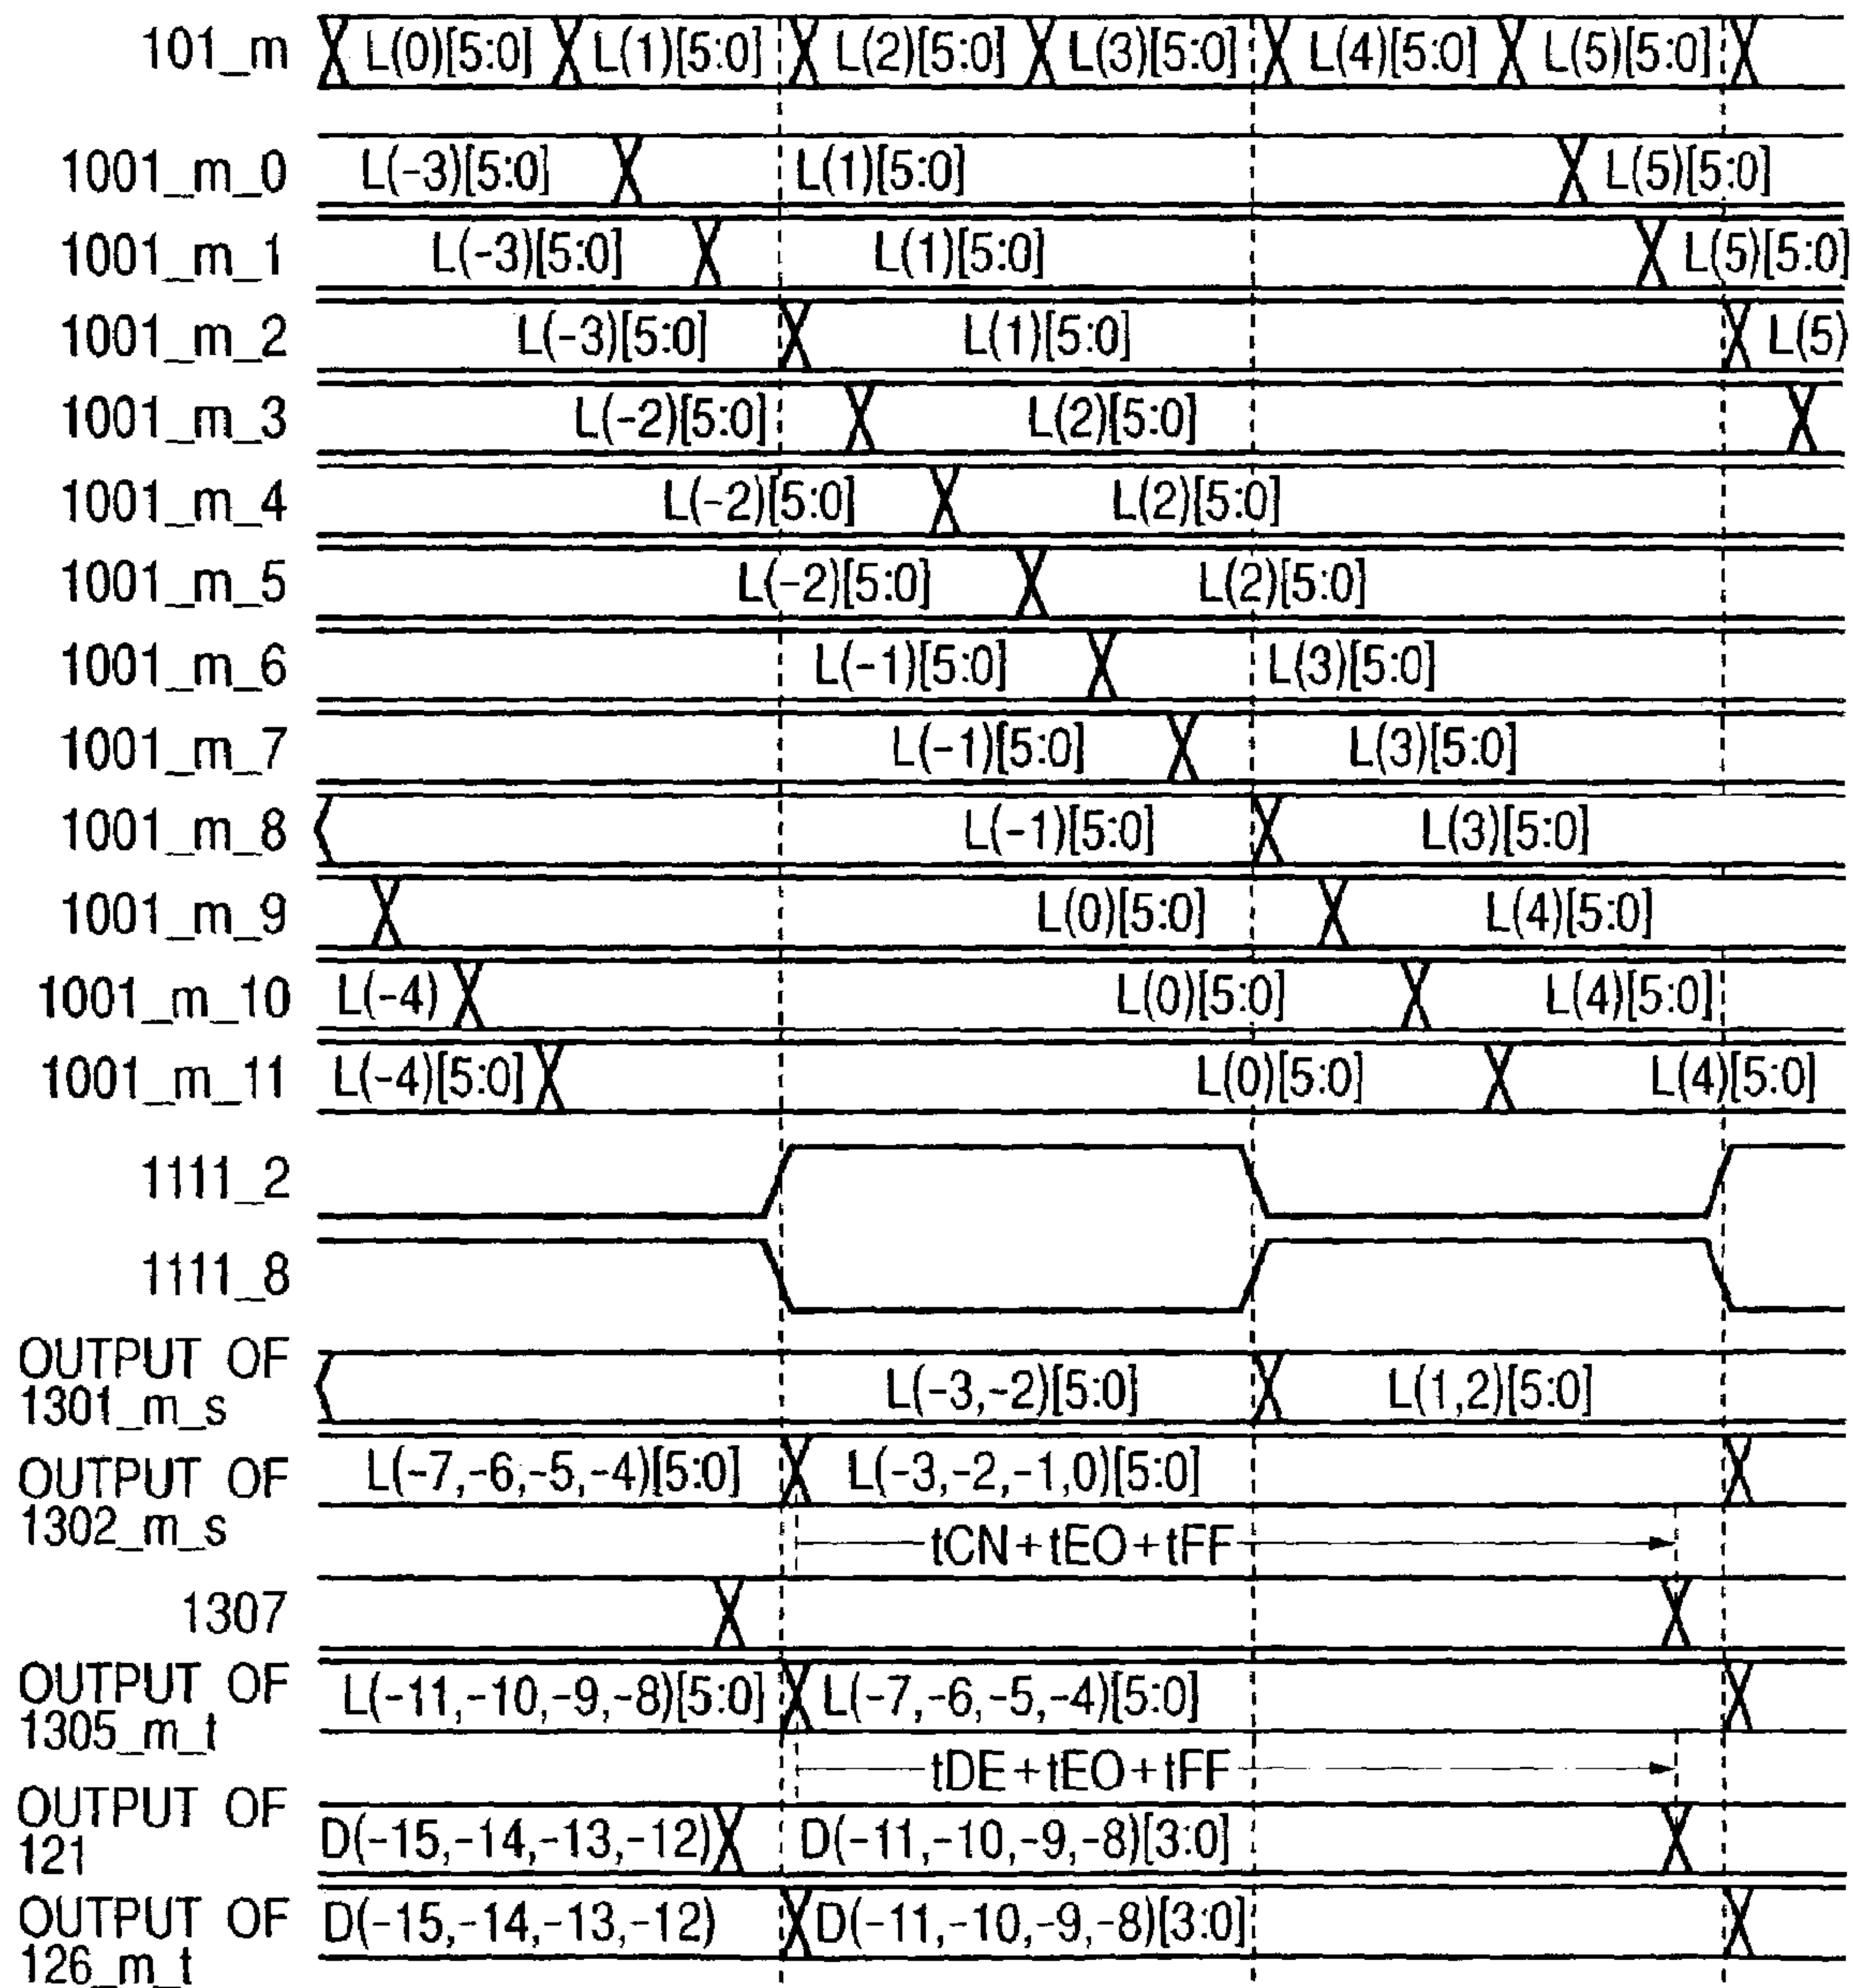 101_m L(0)[5:0] L(1)[5:0] L(2)[5:0] L(3)[5:0] L(4)[5:0] L(5)[5:0]
1001_m_0 L(-3)[5:0] L(1)[5:0] L(5)[5:0]
1001_m_1 L(-3)[5:0] L(1)[5:0] L(5)[5:0]
1001_m_2 L(-3)[5:0] L(1)[5:0] L(5)
1001_m_3 L(-2)[5:0] L(2)[5:0]
1001_m_4 L(-2)[5:0] L(2)[5:0]
1001_m_5 L(-2)[5:0] L(2)[5:0]
1001_m_6 L(-1)[5:0] L(3)[5:0]
1001_m_7 L(-1)[5:0] L(3)[5:0]
1001_m_8 L(-1)[5:0] L(3)[5:0]
1001_m_9 L(0)[5:0] L(4)[5:0]
1001_m_10 L(-4) L(0)[5:0] L(4)[5:0]
1001_m_11 L(-4)[5:0] L(0)[5:0] L(4)[5:0]
1111_2
1111_8
OUTPUT OF
1301_m_s L(-3,-2)[5:0] L(1,2)[5:0]
OUTPUT OF L(-7,-6,-5,-4)[5:0] L(-3,-2,-1,0)[5:0]
1302_m_s tCN+tEO+tFF
1307
OUTPUT OF L(-11,-10,-9,-8)[5:0] L(-7,-6,-5,-4)[5:0]
1305_m_t
tDE+tEO+tFF
OUTPUT OF
121 D(-15,-14,-13,-12) D(-11,-10,-9,-8)[3:0]
OUTPUT OF D(-15,-14,-13,-12) D(-11,-10,-9,-8)[3:0]
126_m_t